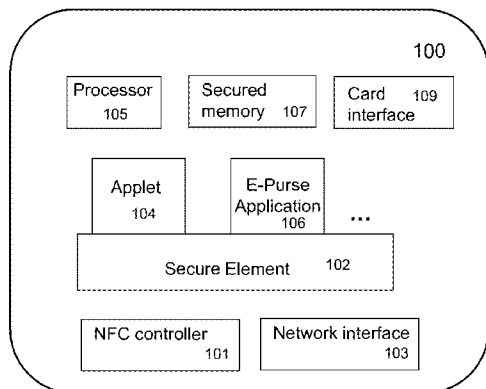 100
Processor
105
Secured
memory 107
Card 109
interface
Applet
104
E-Purse
Application
106
...
Secure Element 102
NFC controller
101
Network interface
103